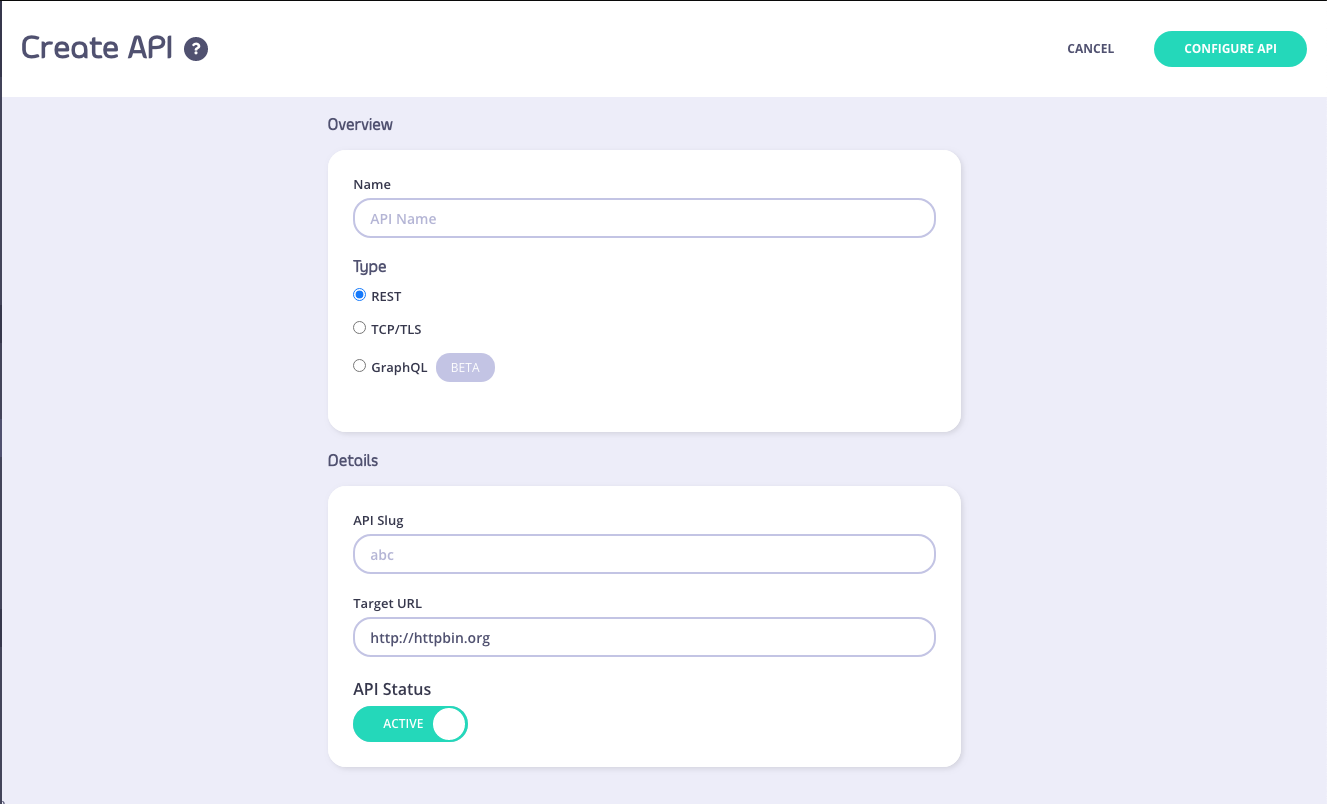 Create API ?
CANCEL
CONFIGURE API
Overview
Name
API Name
Type
REST
TCP/TLS
GraphQL BETA
Details
API Slug
abc
Target URL
http://httpbin.org
API Status
ACTIVE